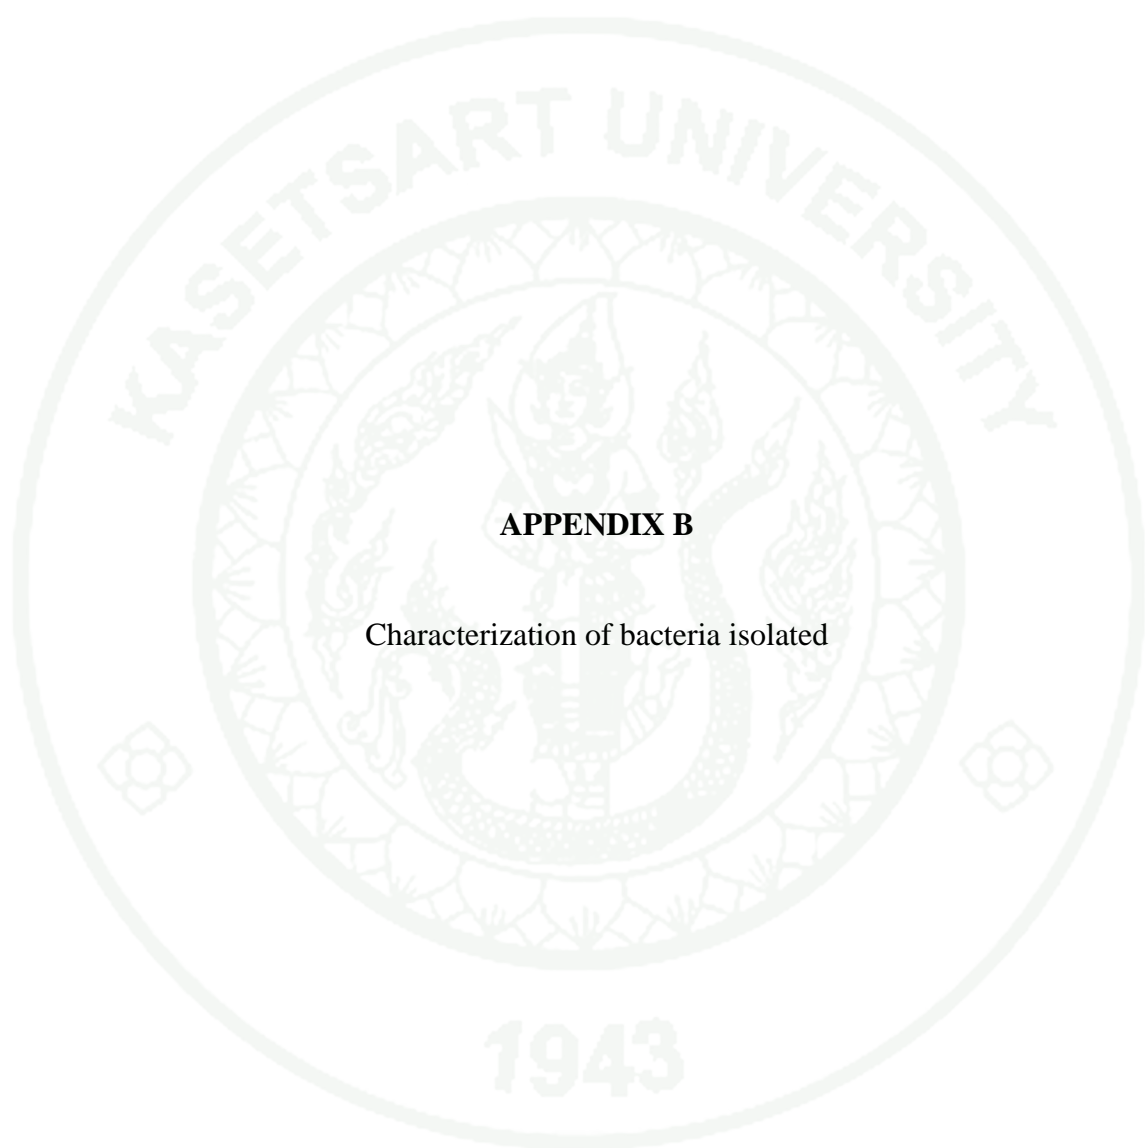 KASETSART UNIVERSITY
APPENDIX B
Characterization of bacteria isolated
1943